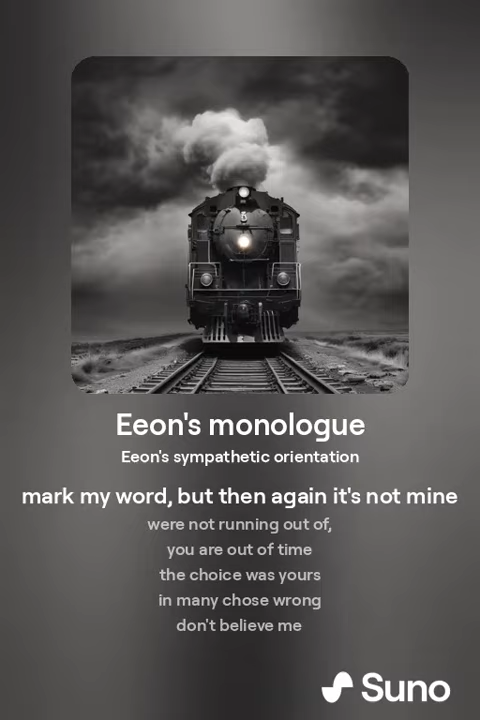 5
Eeon's monologue
Eeon's sympathetic orientation
mark my word, but then again it's not mine
were not running out of,
you are out of time
the choice was yours
in many chose wrong
don't believe me
Suno